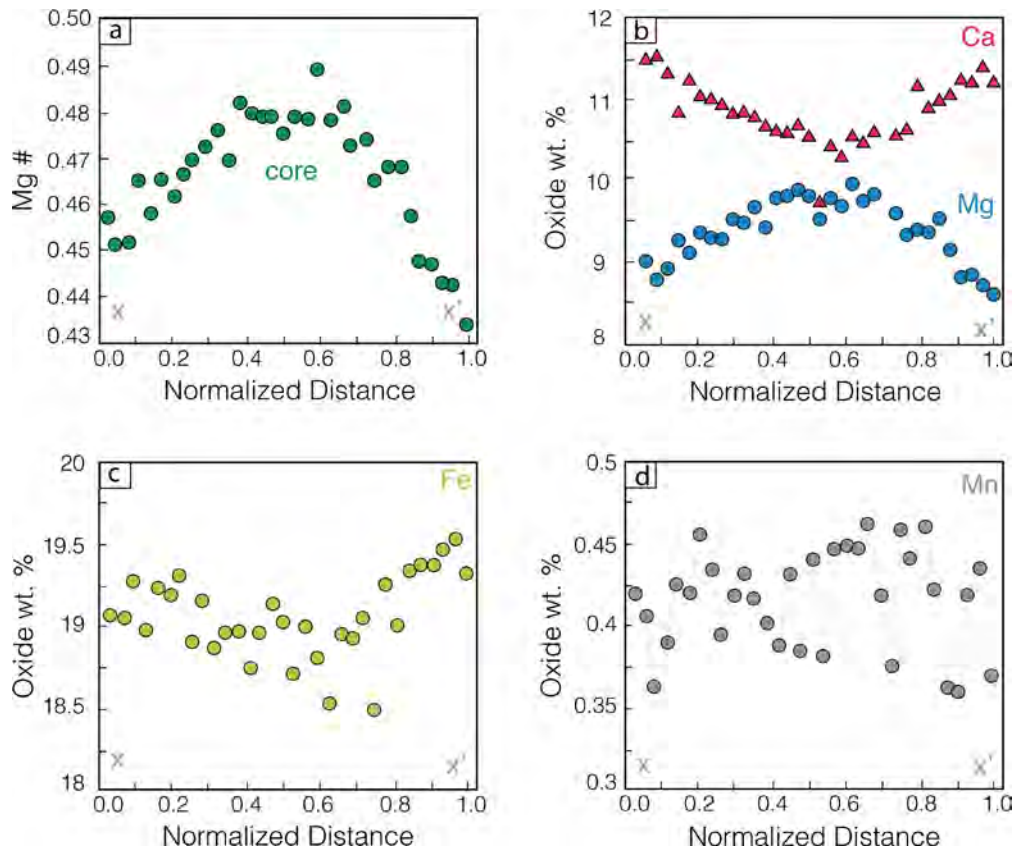 a
0.50
0.49
0.48
0.47
0.46
0.45
0.44
0.43
Mg #
core
x
x'
0.0
0.2
0.4
0.6
0.8
1.0
Normalized Distance
b
12
11
10
9
8
Oxide wt. %
Ca
Mg
x
x'
0.0
0.2
0.4
0.6
0.8
1.0
Normalized Distance
c
20
19.5
19
18.5
18
Oxide wt. %
Fe
x
x'
0.0
0.2
0.4
0.6
0.8
1.0
Normalized Distance
d
0.5
0.45
0.4
0.35
0.3
Oxide wt. %
Mn
x
x'
0.0
0.2
0.4
0.6
0.8
1.0
Normalized Distance